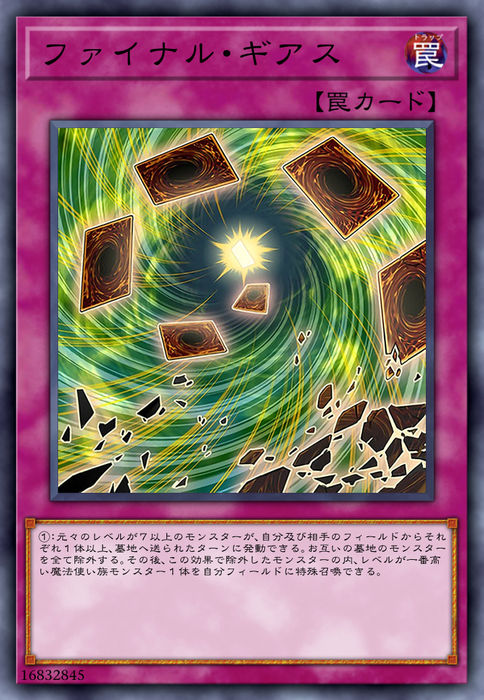 ファイナル・ギアス
トラップ
罠
【罠カード】
①：元々のレベルが7以上のモンスターが、自分及び相手のフィールドからそれ
ぞれ1体以上、墓地へ送られたターンに発動できる。お互いの墓地のモンスター
を全て除外する。その後、この効果で除外したモンスターの内、レベルが一番高
い魔法使い族モンスター1体を自分フィールドに特殊召喚できる。
16832845